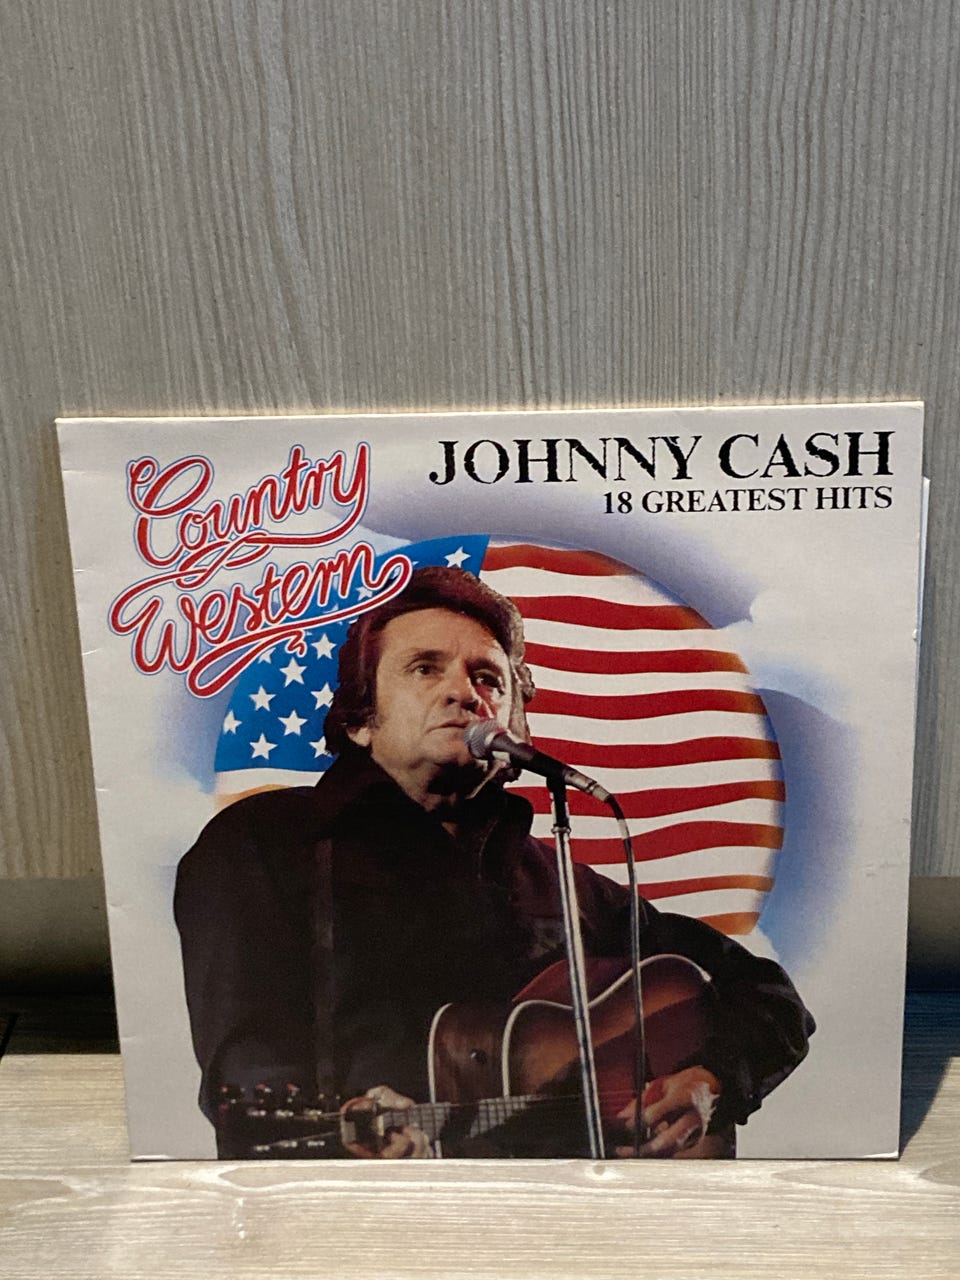 Country
Western
JOHNNY CASH
18 GREATEST HITS